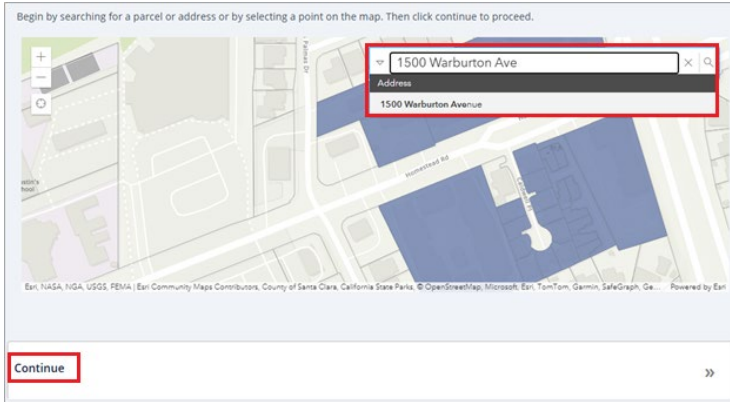 Begin by searching for a parcel or address or by selecting a point on the map. Then click continue to proceed.
1500 Warburton Ave
Address
1500 Warburton Avenue
Palmas Dr
Homestead Rd
Esri, NASA, NGA, USGS, FEMA | Esri Community Maps Contributors, County of Santa Clara, California State Parks, © OpenStreetMap, Microsoft, Esri, TomTom, Garmin, SafeGraph, Ge...
Powered by Esri
Continue